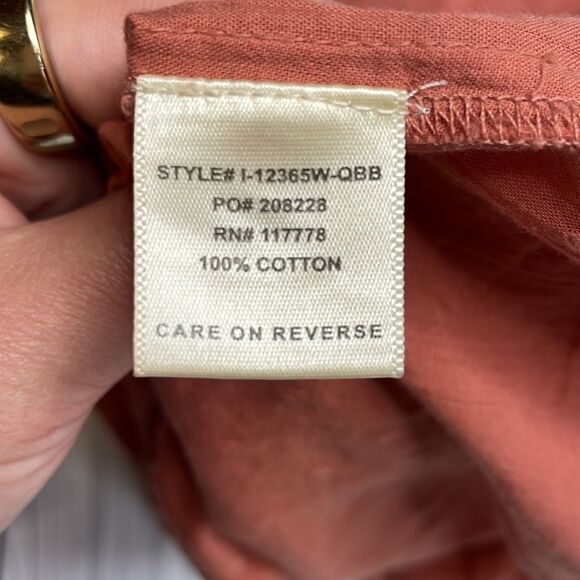 STYLE# I-12365W-QBB
PO# 208228
RN# 117778
100% COTTON
CARE ON REVERSE